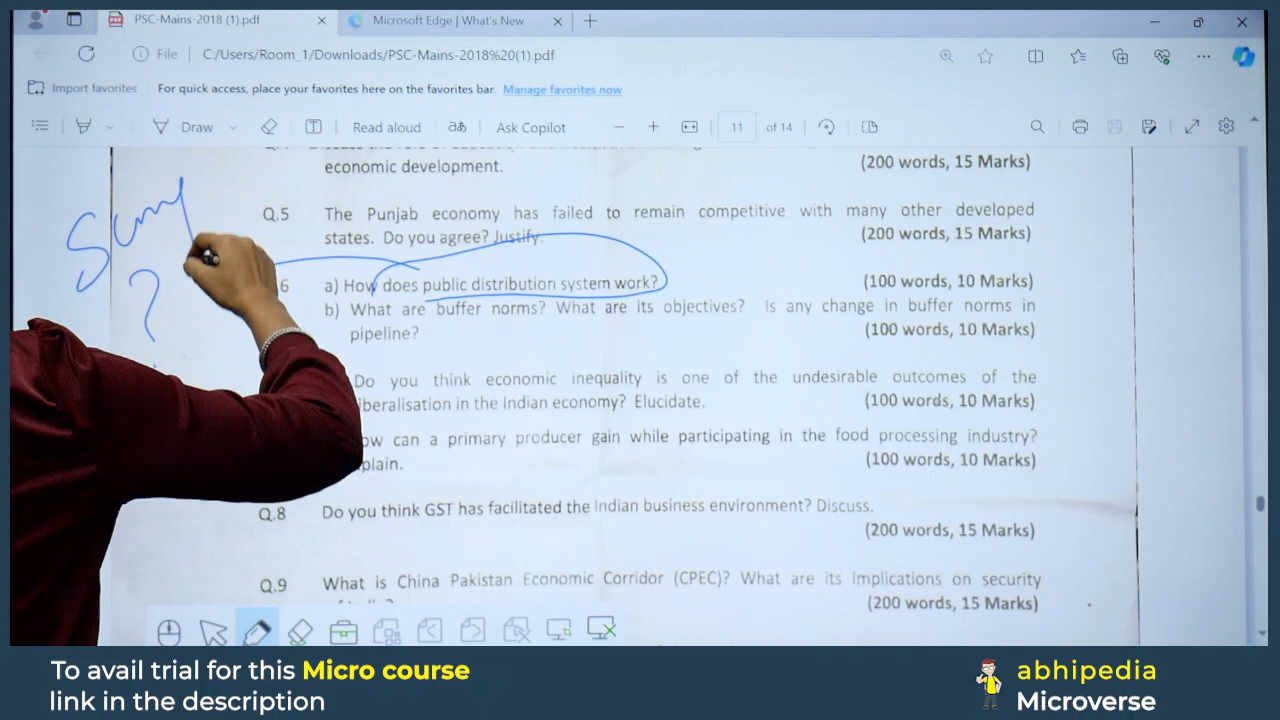 PSC-Mains-2018 (1).pdf
Microsoft Edge | What's New
File
C:/Users/Room_1/Downloads/PSC-Mains-2018%20(1).pdf
Import favorites
For quick access, place your favorites here on the favorites bar. Manage favorites now
Draw
Read aloud
Ask Copilot
11 of 14
economic development. (200 words, 15 Marks)
Q.5 The Punjab economy has failed to remain competitive with many other developed
states. Do you agree? Justify. (200 words, 15 Marks)
6 a) How does public distribution system work? (100 words, 10 Marks)
b) What are buffer norms? What are its objectives? Is any change in buffer norms in
pipeline? (100 words, 10 Marks)
Do you think economic inequality is one of the undesirable outcomes of the
iberalisation in the Indian economy? Elucidate. (100 words, 10 Marks)
ow can a primary producer gain while participating in the food processing industry?
plain. (100 words, 10 Marks)
Q.8 Do you think GST has facilitated the Indian business environment? Discuss.
(200 words, 15 Marks)
Q.9 What is China Pakistan Economic Corridor (CPEC)? What are its implications on security
(200 words, 15 Marks)
?
To avail trial for this Micro course
link in the description
abhipedia
Microverse